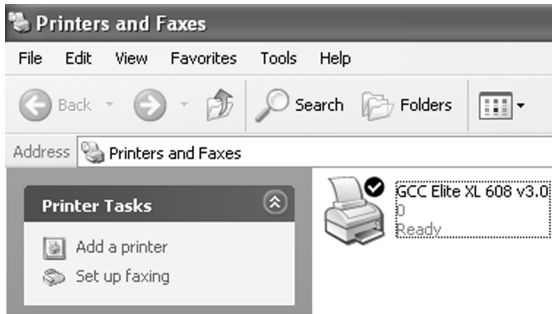 Printers and Faxes
File Edit View Favorites Tools Help
Back Search Folders
Address Printers and Faxes
Printer Tasks
Add a printer
Set up faxing
GCC Elite XL 608 v3.0
0
Ready